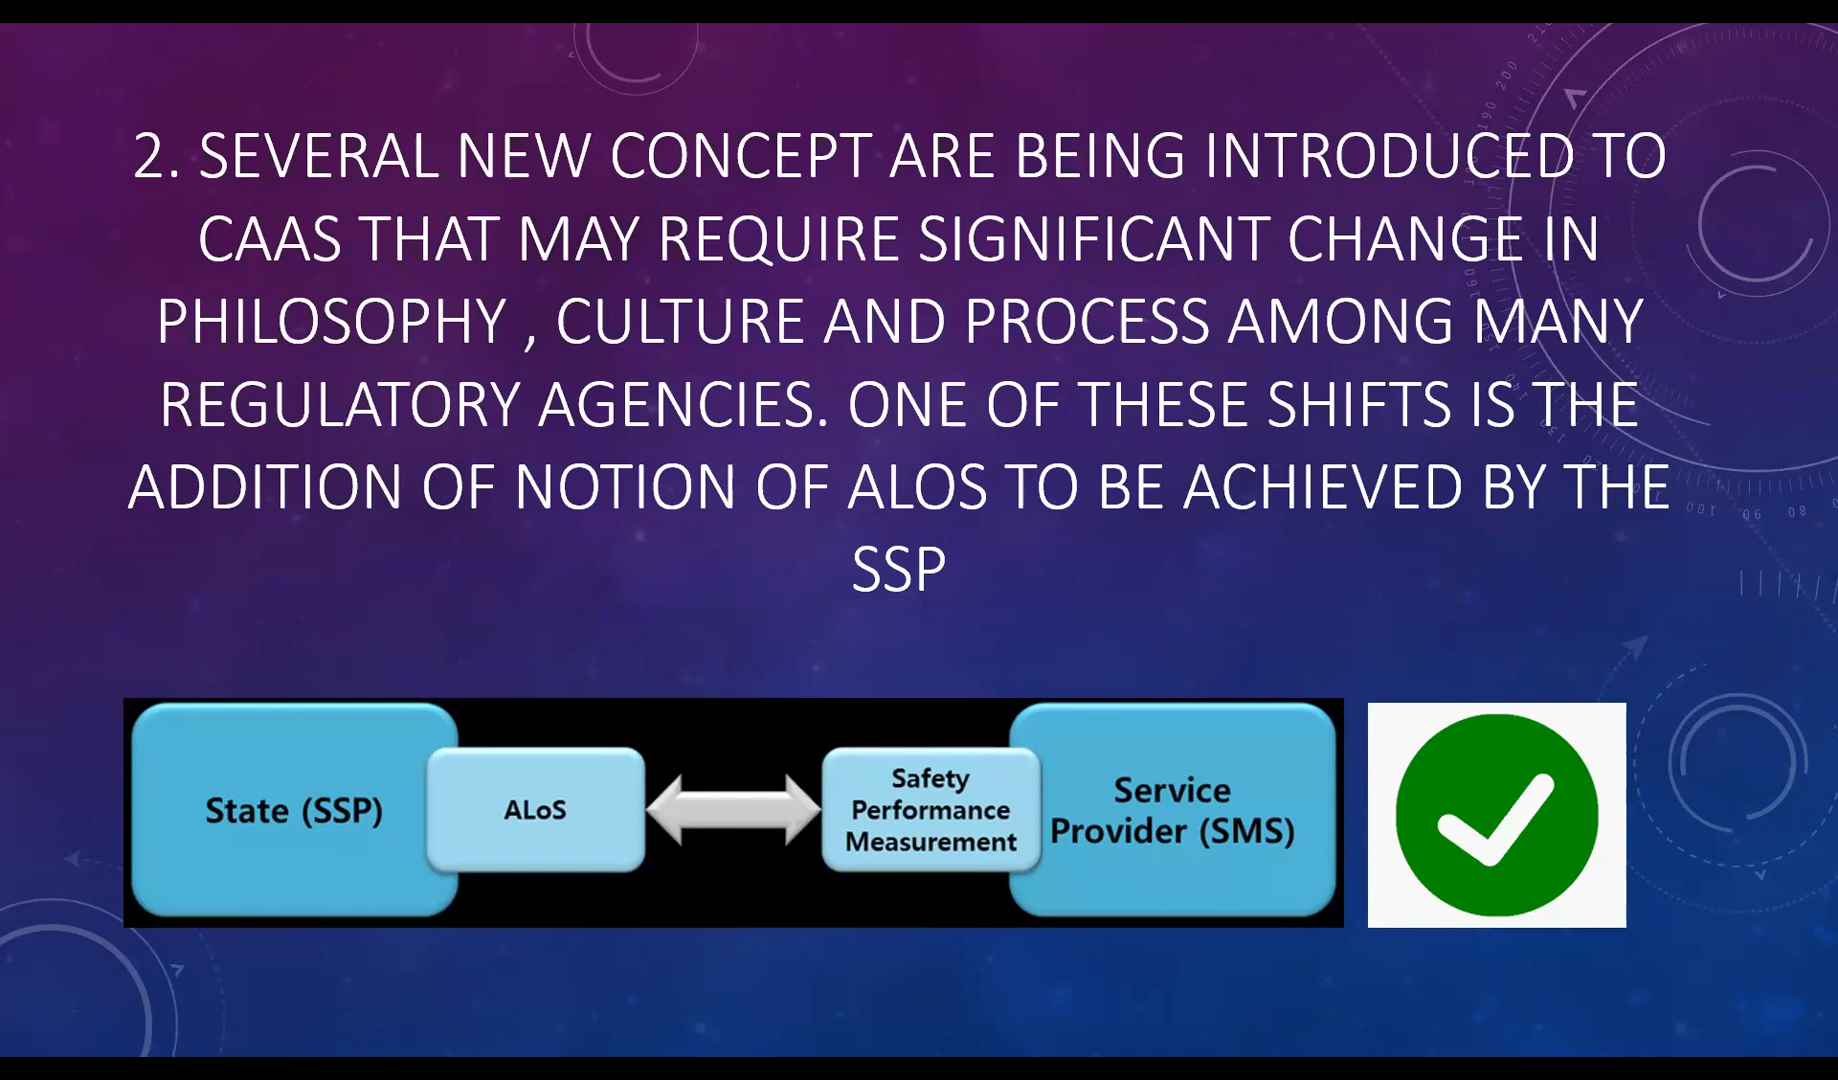 2. SEVERAL NEW CONCEPT ARE BEING INTRODUCED TO
CAAS THAT MAY REQUIRE SIGNIFICANT CHANGE IN
PHILOSOPHY , CULTURE AND PROCESS AMONG MANY
REGULATORY AGENCIES. ONE OF THESE SHIFTS IS THE
ADDITION OF NOTION OF ALOS TO BE ACHIEVED BY THE
SSP
State (SSP)
ALoS
Safety
Performance
Measurement
Service
Provider (SMS)